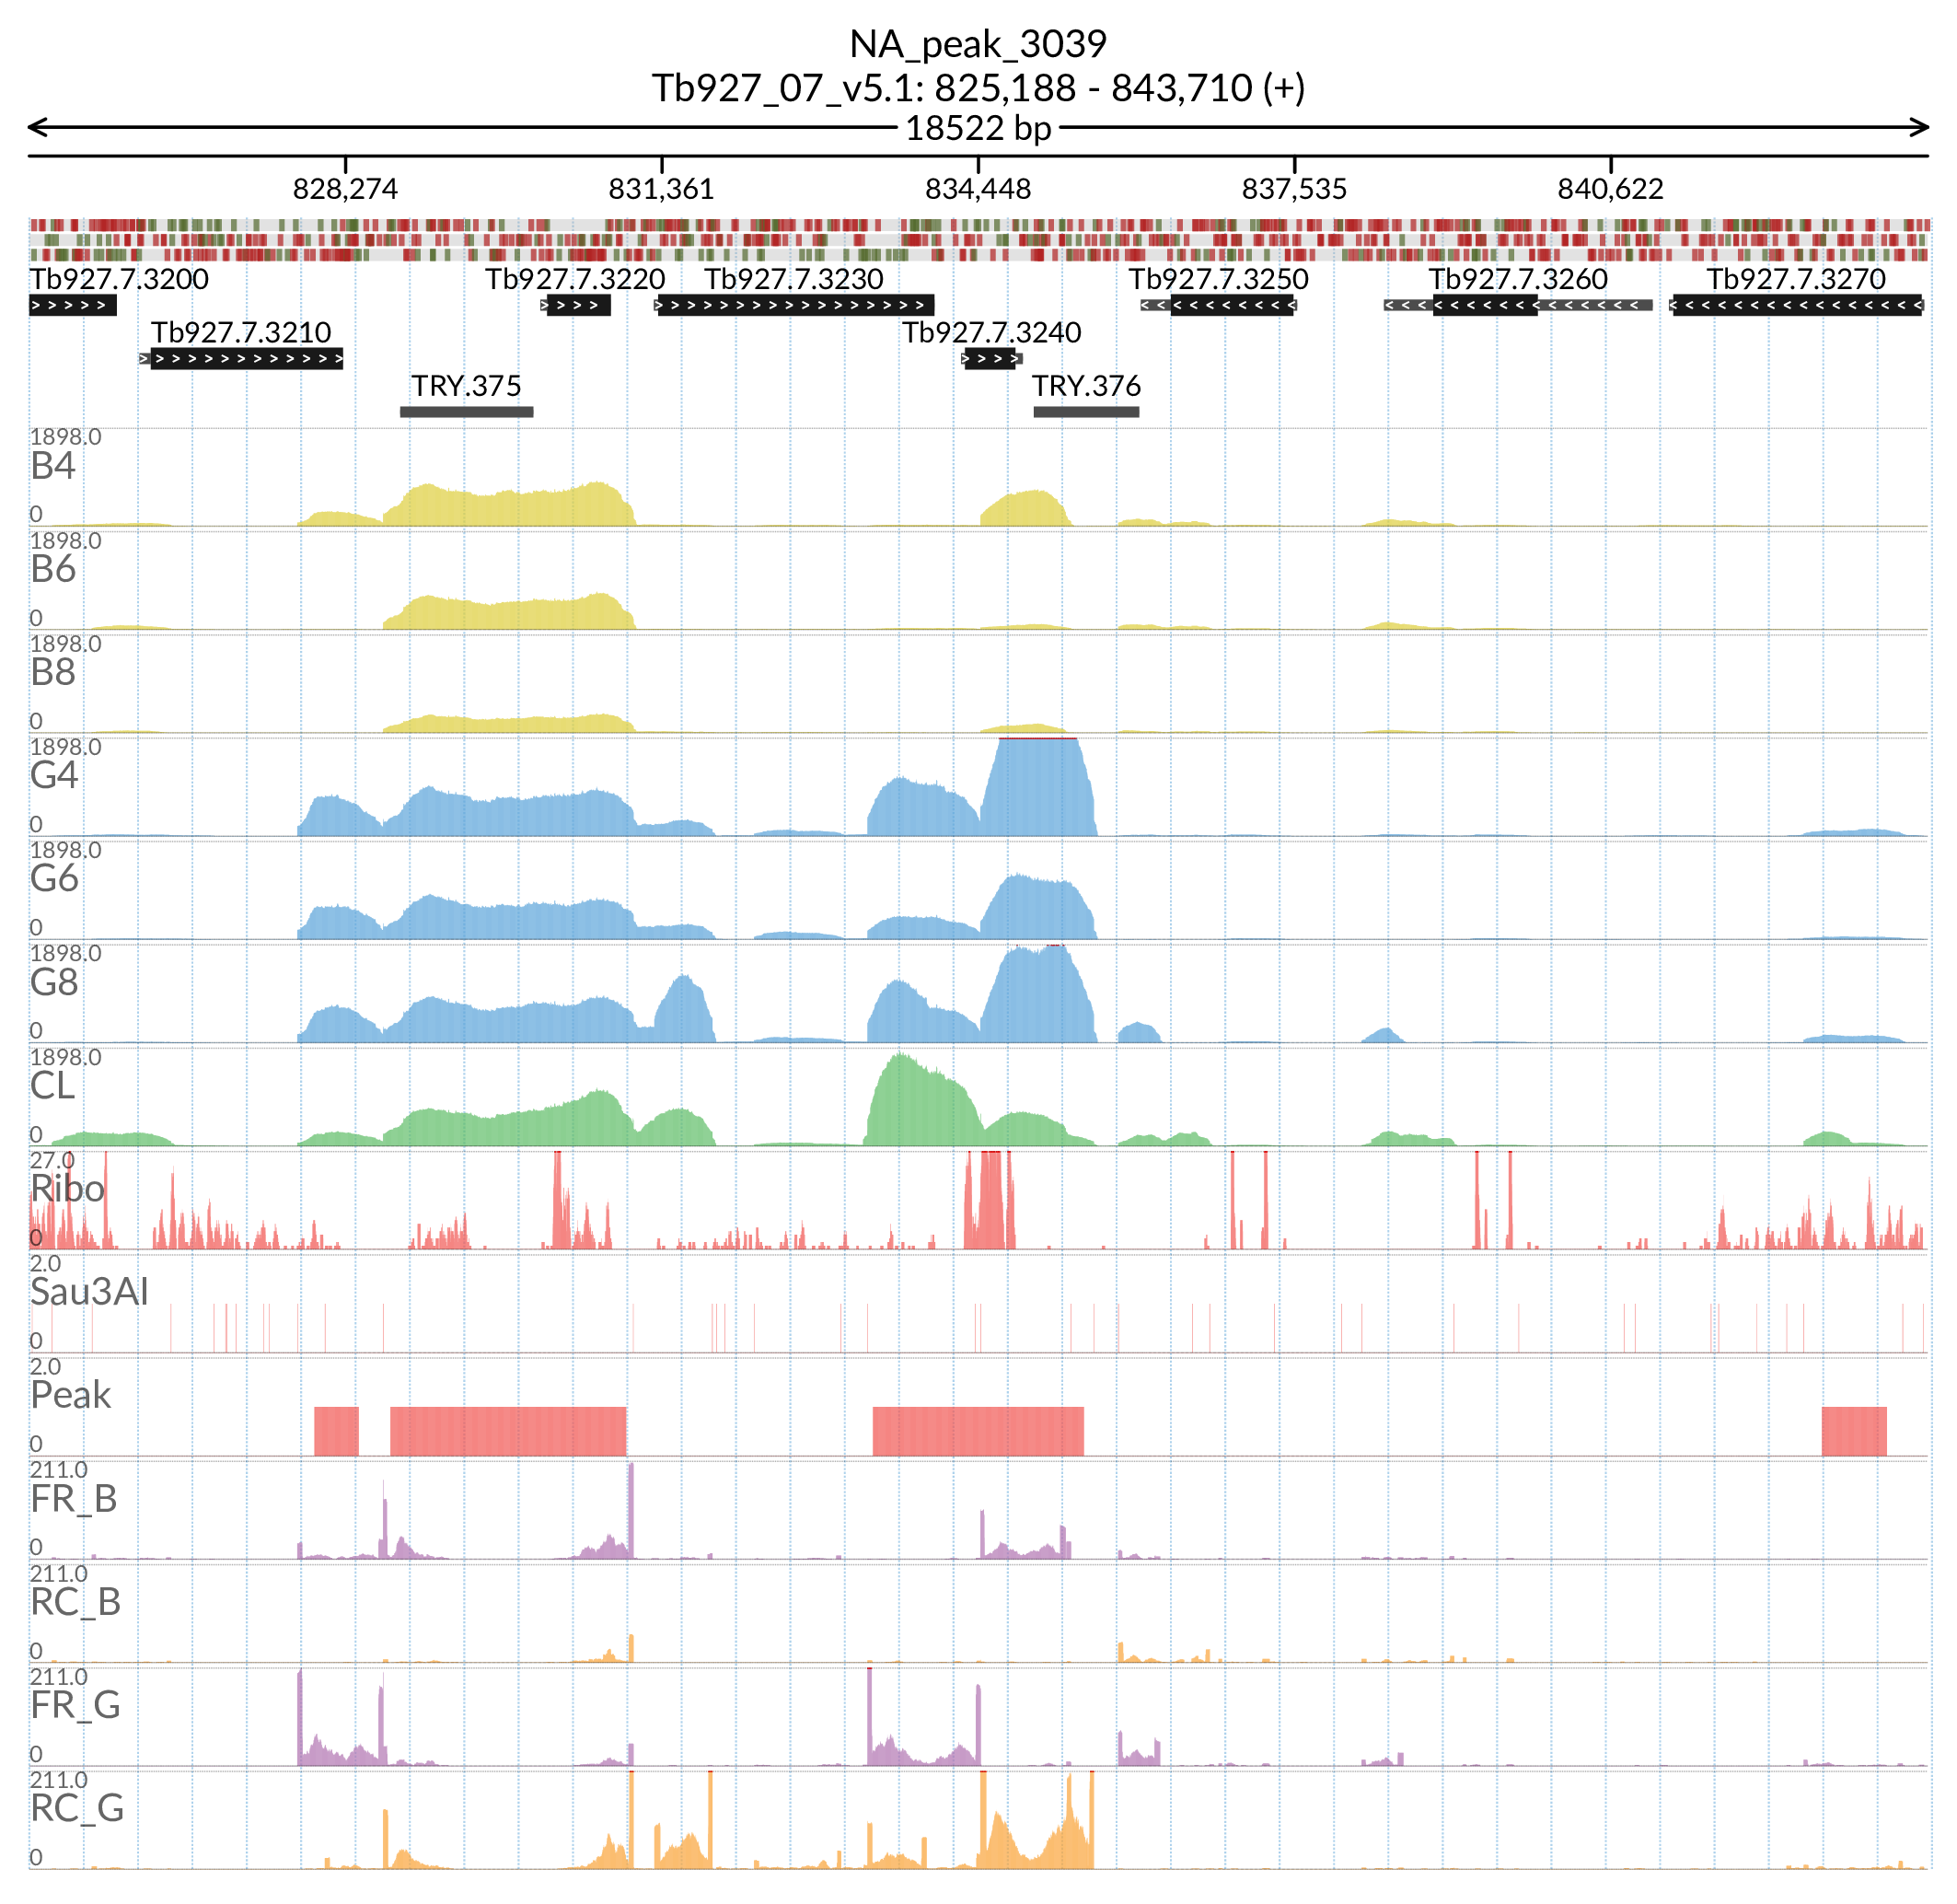 NA_peak_3039
Tb927_07_v5.1: 825,188 - 843,710 (+)
18522 bp
828,274 831,361 834,448 837,535 840,622
Tb927.7.3200 Tb927.7.3220 Tb927.7.3230 Tb927.7.3250 Tb927.7.3260 Tb927.7.3270
Tb927.7.3210 Tb927.7.3240
TRY.375 TRY.376
1898.0
B4
0
1898.0
B6
0
1898.0
B8
0
1898.0
G4
0
1898.0
G6
0
1898.0
G8
0
1898.0
CL
0
27.0
Ribo
0
2.0
Sau3AI
0
2.0
Peak
0
211.0
FR_B
0
211.0
RC_B
0
211.0
FR_G
0
211.0
RC_G
0